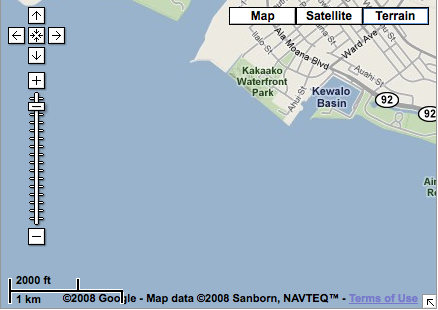 Map Satellite Terrain
Ilalo St
Ala Moana Blvd
Ward Ave
Auahi St
Kakaako
Waterfront
Park
Ahui St
Kewalo
Basin
92
92
2000 ft
1 km
©2008 Google - Map data ©2008 Sanborn, NAVTEQ™ - Terms of Use